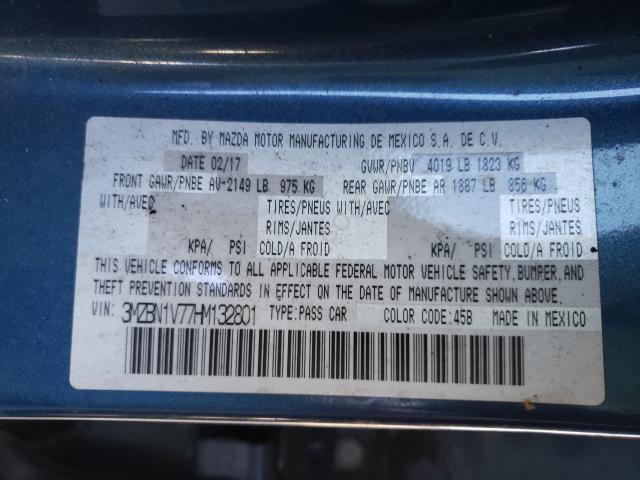 MFD. BY MAZDA MOTOR MANUFACTURING DE MEXICO S.A. DE C.V.
DATE 02/17 GVWR/PNBV 4019 LB 1823 KG
FRONT GAWR/PNBE AV-2149 LB 975 KG REAR GAWR/PNBE AR 1887 LB 856 KG
WITH/AVEC TIRES/PNEUS WITH/AVEC TIRES/PNEUS
RIMS/JANTES RIMS/JANTES
KPA/ PSI COLD/A FROID KPA/ PSI COLD/A FROID
THIS VEHICLE CONFORMS TO ALL APPLICABLE FEDERAL MOTOR VEHICLE SAFETY, BUMPER, AND
THEFT PREVENTION STANDARDS IN EFFECT ON THE DATE OF MANUFACTURE SHOWN ABOVE.
VIN: 3MZBN1V77HM132801 TYPE:PASS CAR COLOR CODE:45B MADE IN MEXICO